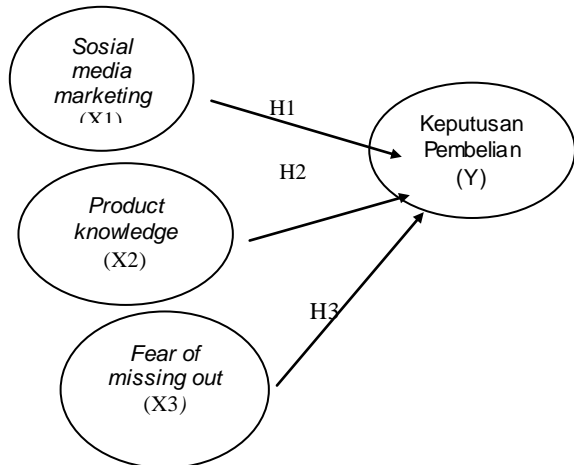 Sosial
media
marketing
(X1)
H1
Keputusan
Pembelian
(Y)
H2
Product
knowledge
(X2)
H3
Fear of
missing out
(X3)